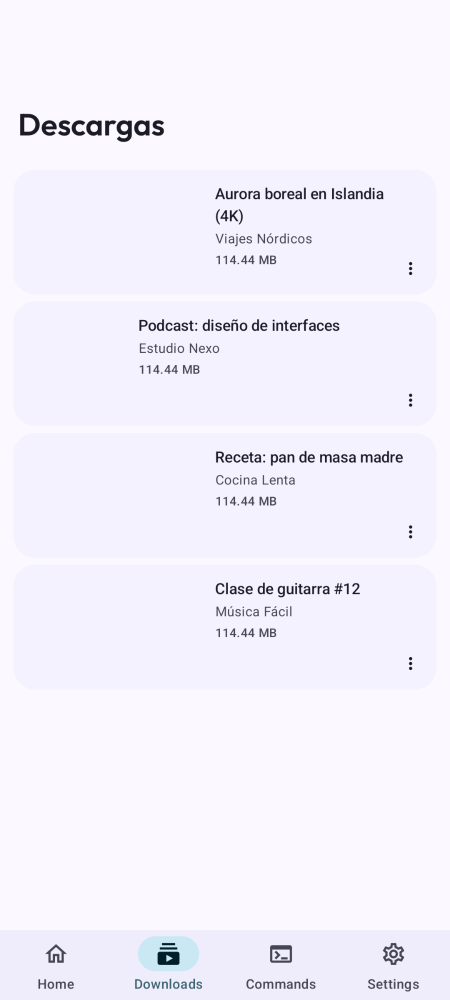 Descargas
Aurora boreal en Islandia
(4K)
Viajes Nórdicos
114.44 MB
Podcast: diseño de interfaces
Estudio Nexo
114.44 MB
Receta: pan de masa madre
Cocina Lenta
114.44 MB
Clase de guitarra #12
Música Fácil
114.44 MB
Home
Downloads
Commands
Settings